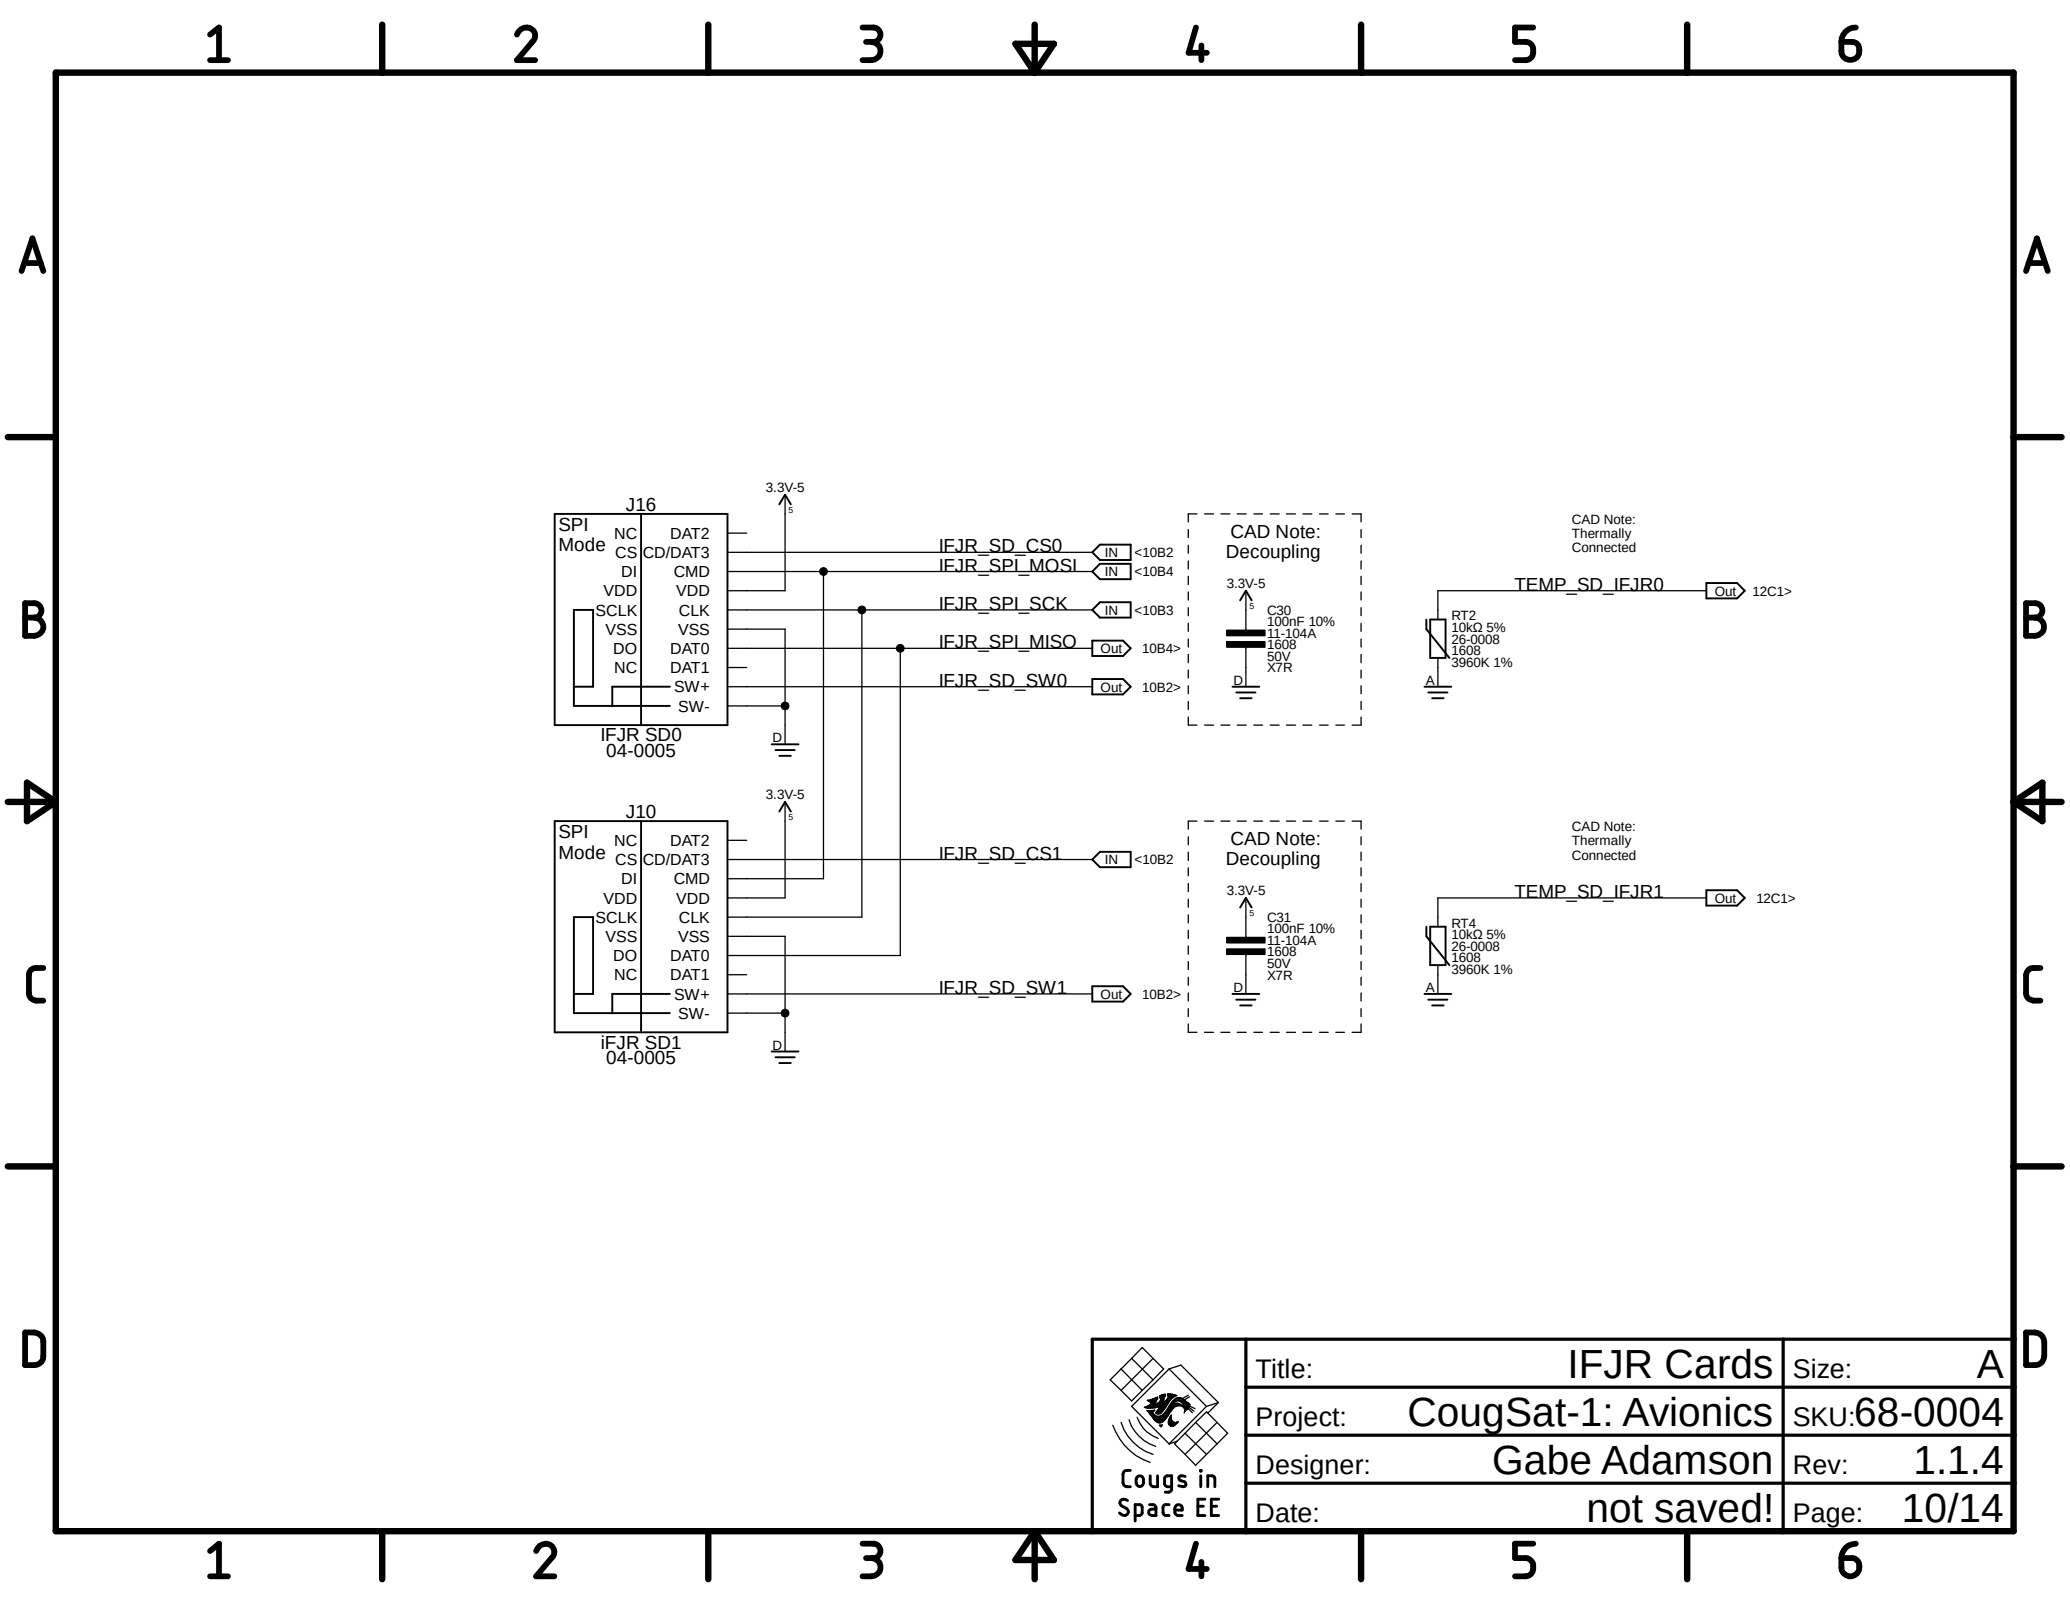 1 2 3 4 5 6
A A
B B
C C
D D
J16
SPI
Mode
NC DAT2
CS CD/DAT3
DI CMD
VDD VDD
SCLK CLK
VSS VSS
DO DAT0
NC DAT1
SW+
SW-
IFJR SD0
04-0005
3.3V-5
5
D
IFJR_SD_CS0 IN <10B2
IFJR_SPI_MOSI IN <10B4
IFJR_SPI_SCK IN <10B3
IFJR_SPI_MISO Out 10B4>
IFJR_SD_SW0 Out 10B2>
CAD Note:
Decoupling
3.3V-5
5
C30
100nF 10%
11-104A
1608
50V
X7R
D
CAD Note:
Thermally
Connected
TEMP_SD_IFJR0 Out 12C1>
RT2
10kΩ 5%
26-0008
1608
3960K 1%
A
J10
SPI
Mode
NC DAT2
CS CD/DAT3
DI CMD
VDD VDD
SCLK CLK
VSS VSS
DO DAT0
NC DAT1
SW+
SW-
iFJR SD1
04-0005
3.3V-5
5
D
IFJR_SD_CS1 IN <10B2
IFJR_SD_SW1 Out 10B2>
CAD Note:
Decoupling
3.3V-5
5
C31
100nF 10%
11-104A
1608
50V
X7R
D
CAD Note:
Thermally
Connected
TEMP_SD_IFJR1 Out 12C1>
RT4
10kΩ 5%
26-0008
1608
3960K 1%
A
Cougs in
Space EE
Title: IFJR Cards Size: A
Project: CougSat-1: Avionics SKU:68-0004
Designer: Gabe Adamson Rev: 1.1.4
Date: not saved! Page: 10/14
1 2 3 4 5 6